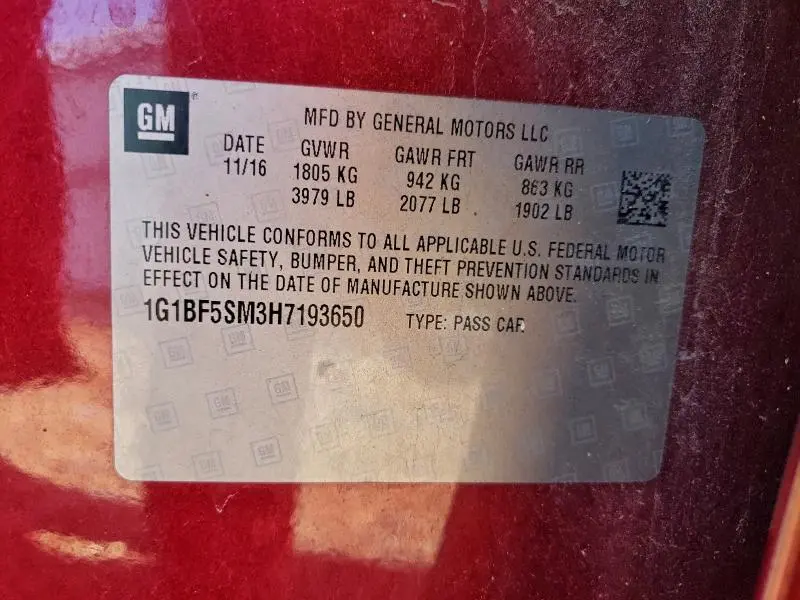 GM
MFD BY GENERAL MOTORS LLC
DATE GVWR GAWR FRT GAWR RR
11/16 1805 KG 942 KG 863 KG
3979 LB 2077 LB 1902 LB
THIS VEHICLE CONFORMS TO ALL APPLICABLE U.S. FEDERAL MOTOR
VEHICLE SAFETY, BUMPER, AND THEFT PREVENTION STANDARDS IN
EFFECT ON THE DATE OF MANUFACTURE SHOWN ABOVE.
1G1BF5SM3H7193650 TYPE: PASS CAR